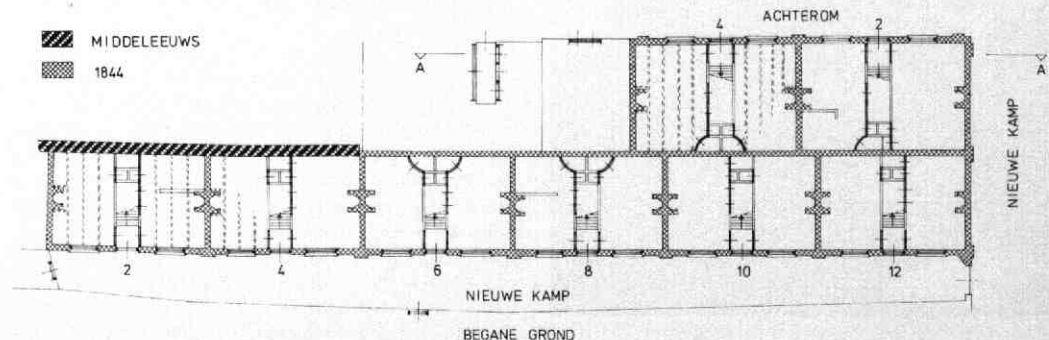 MIDDELEEUWS
1844
ACHTEROM
4 2
A A
NIEUWE KAMP
2 4 6 8 10 12
NIEUWE KAMP
BEGANE GROND